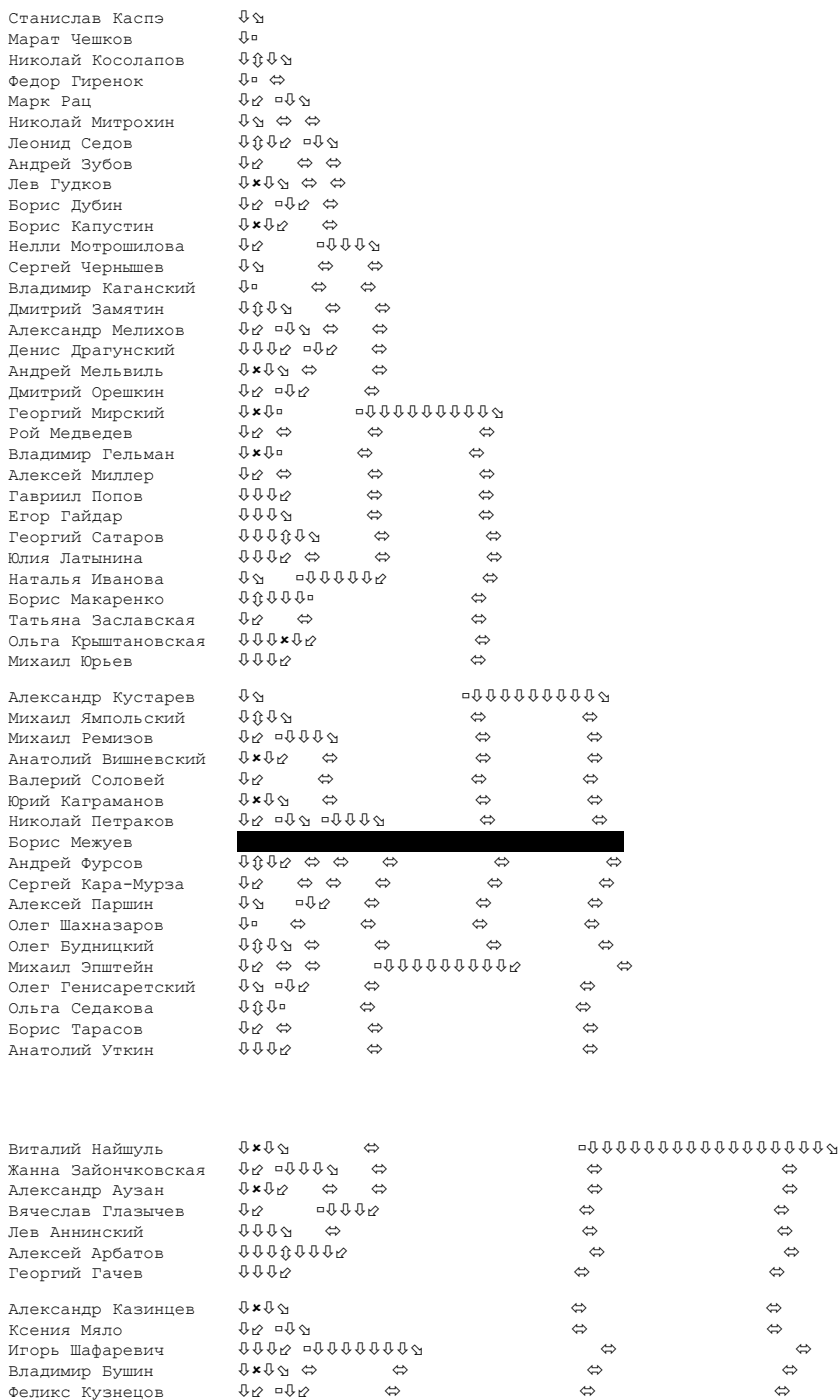 Станислав Каспэ
Марат Чешков
Николай Косолапов
Федор Гиренок
Марк Рац
Николай Митрохин
Леонид Седов
Андрей Зубов
Лев Гудков
Борис Дубин
Борис Капустин
Нелли Мотрошилова
Сергей Чернышев
Владимир Каганский
Дмитрий Замятин
Александр Мелихов
Денис Драгунский
Андрей Мельвиль
Дмитрий Орешкин
Георгий Мирский
Рой Медведев
Владимир Гельман
Алексей Миллер
Гавриил Попов
Егор Гайдар
Георгий Сатаров
Юлия Латынина
Наталья Иванова
Борис Макаренко
Татьяна Заславская
Ольга Крыштановская
Михаил Юрьев
Александр Кустарев
Михаил Ямпольский
Михаил Ремизов
Анатолий Вишневский
Валерий Соловей
Юрий Каграманов
Николай Петраков
Борис Межуев
Андрей Фурсов
Сергей Кара-Мурза
Алексей Паршин
Олег Шахназаров
Олег Будницкий
Михаил Эпштейн
Олег Генисаретский
Ольга Седакова
Борис Тарасов
Анатолий Уткин
Виталий Найшуль
Жанна Зайончковская
Александр Аузан
Вячеслав Глазычев
Лев Аннинский
Алексей Арбатов
Георгий Гачев
Александр Казинцев
Ксения Мяло
Игорь Шафаревич
Владимир Бушин
Феликс Кузнецов